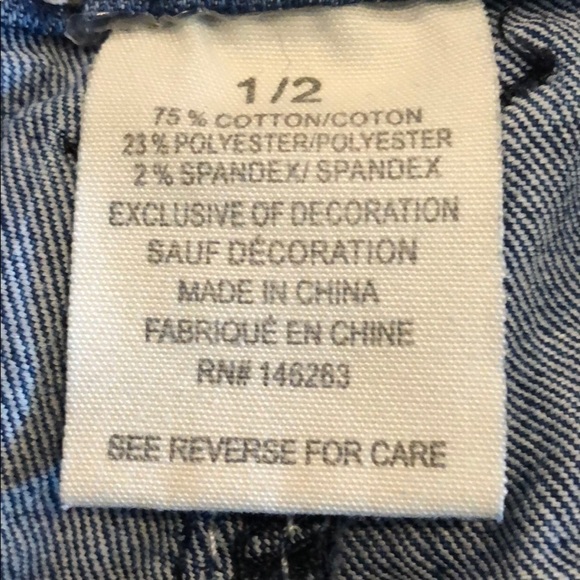 1/2
75 % COTTON/COTON
23 % POLYESTER/POLYESTER
2 % SPANDEX/ SPANDEX
EXCLUSIVE OF DECORATION
SAUF DÉCORATION
MADE IN CHINA
FABRIQUÉ EN CHINE
RN# 146283
SEE REVERSE FOR CARE